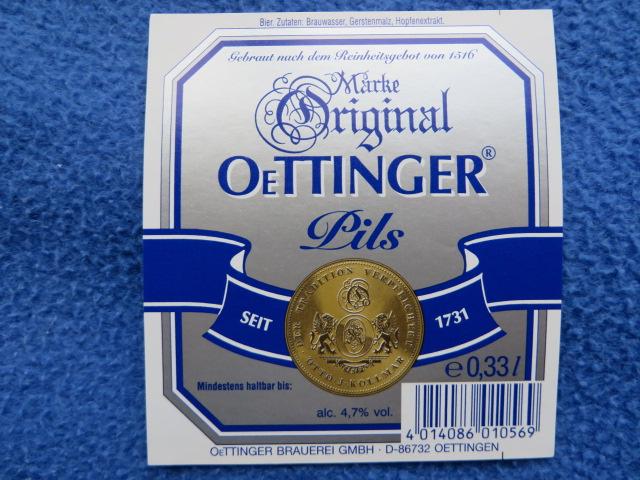 Bier. Zutaten: Brauwasser, Gerstenmalz, Hopfenextrakt.
Gebraut nach dem Reinheitsgebot von 1516
Marke
Original
OeTTINGER®
Pils
SEIT 1731
DER TRADITION VERPFLICHTET
OTTO J. KOLLMAR
Mindestens haltbar bis:
e 0,33 l
alc. 4,7% vol.
4 014086 010569
OeTTINGER BRAUEREI GMBH · D-86732 OETTINGEN